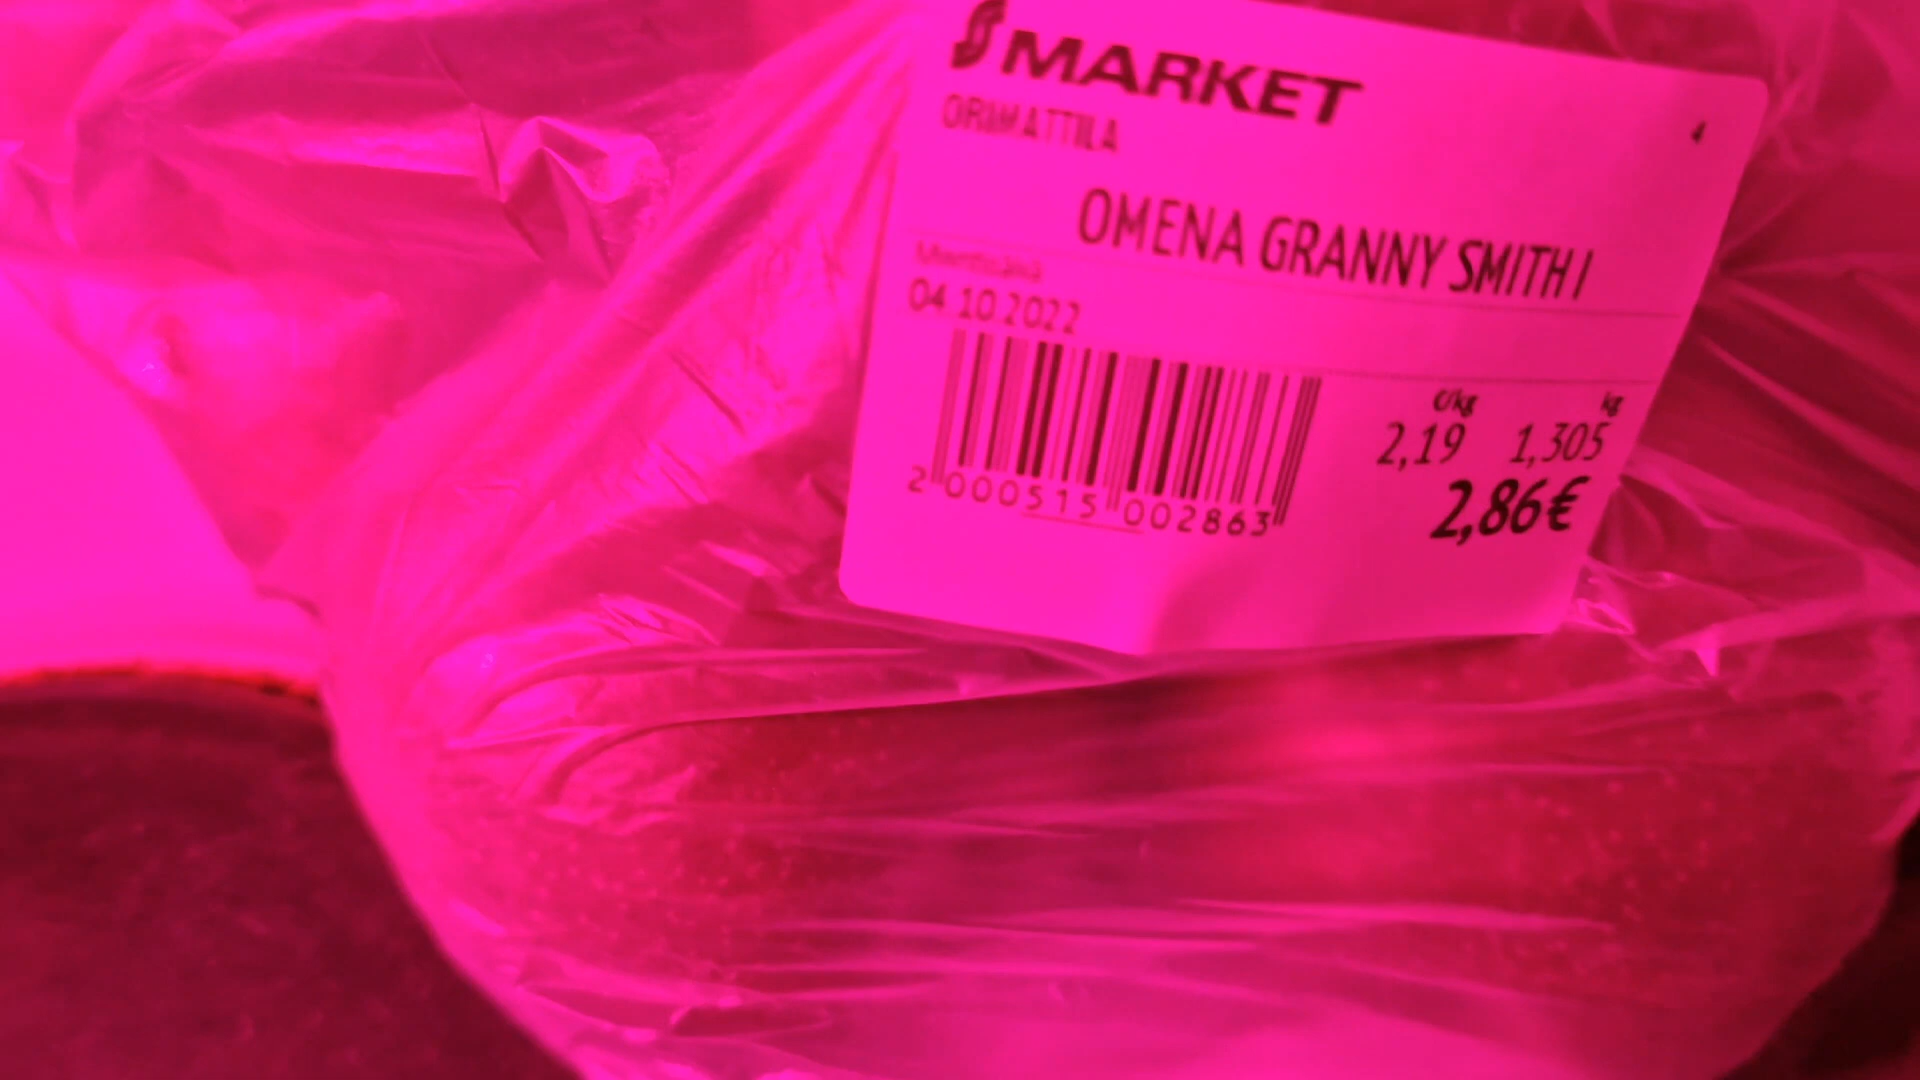 S MARKET
ORIMATTILA
4
OMENA GRANNY SMITH I
04 10 2022
€/kg kg
2,19 1,305
2,86€
2 000515 002863